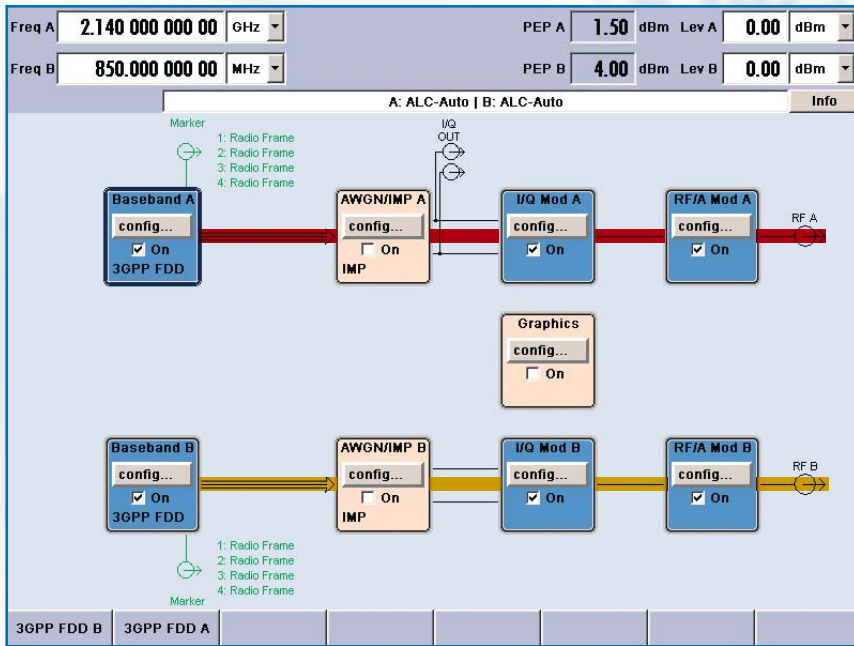 Freq A 2.140 000 000 00 GHz PEP A 1.50 dBm Lev A 0.00 dBm
Freq B 850.000 000 00 MHz PEP B 4.00 dBm Lev B 0.00 dBm
A: ALC-Auto | B: ALC-Auto Info
Marker
1: Radio Frame
2: Radio Frame
3: Radio Frame
4: Radio Frame
I/Q
OUT
Baseband A
config...
On
3GPP FDD
AWGN/IMP A
config...
On
IMP
I/Q Mod A
config...
On
RF/A Mod A
config...
On
RF A
Graphics
config...
On
Baseband B
config...
On
3GPP FDD
AWGN/IMP B
config...
On
IMP
I/Q Mod B
config...
On
RF/A Mod B
config...
On
RF B
1: Radio Frame
2: Radio Frame
3: Radio Frame
4: Radio Frame
Marker
3GPP FDD B 3GPP FDD A